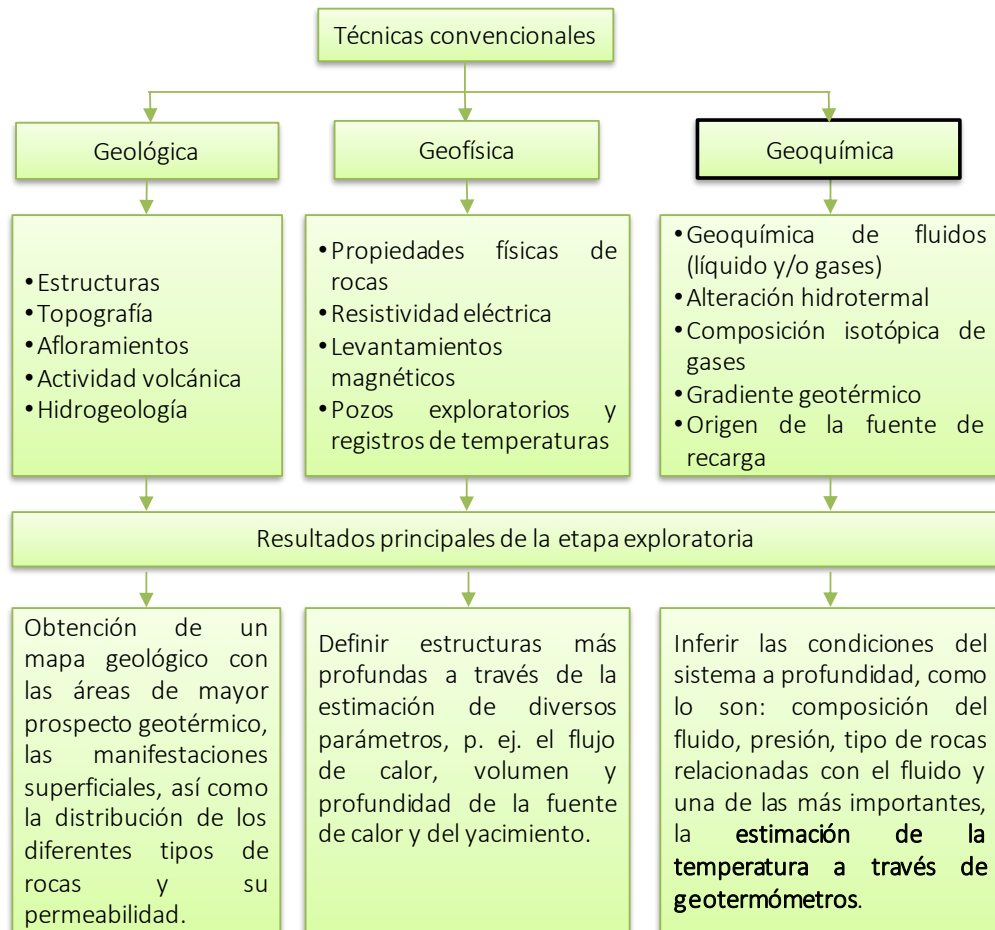 Técnicas convencionales
Geológica
Geofísica
Geoquímica
•Estructuras
•Topografía
•Afloramientos
•Actividad volcánica
•Hidrogeología
•Propiedades físicas de
rocas
•Resistividad eléctrica
•Levantamientos
magnéticos
•Pozos exploratorios y
registros de temperaturas
•Geoquímica de fluidos
(líquido y/o gases)
•Alteración hidrotermal
•Composición isotópica de
gases
•Gradiente geotérmico
•Origen de la fuente de
recarga
Resultados principales de la etapa exploratoria
Obtención de un
mapa geológico con
las áreas de mayor
prospecto geotérmico,
las manifestaciones
superficiales, así como
la distribución de los
diferentes tipos de
rocas y su
permeabilidad.
Definir estructuras más
profundas a través de la
estimación de diversos
parámetros, p. ej. el flujo
de calor, volumen y
profundidad de la fuente
de calor y del yacimiento.
Inferir las condiciones del
sistema a profundidad, como
lo son: composición del
fluido, presión, tipo de rocas
relacionadas con el fluido y
una de las más importantes,
la estimación de la
temperatura a través de
geotermómetros.